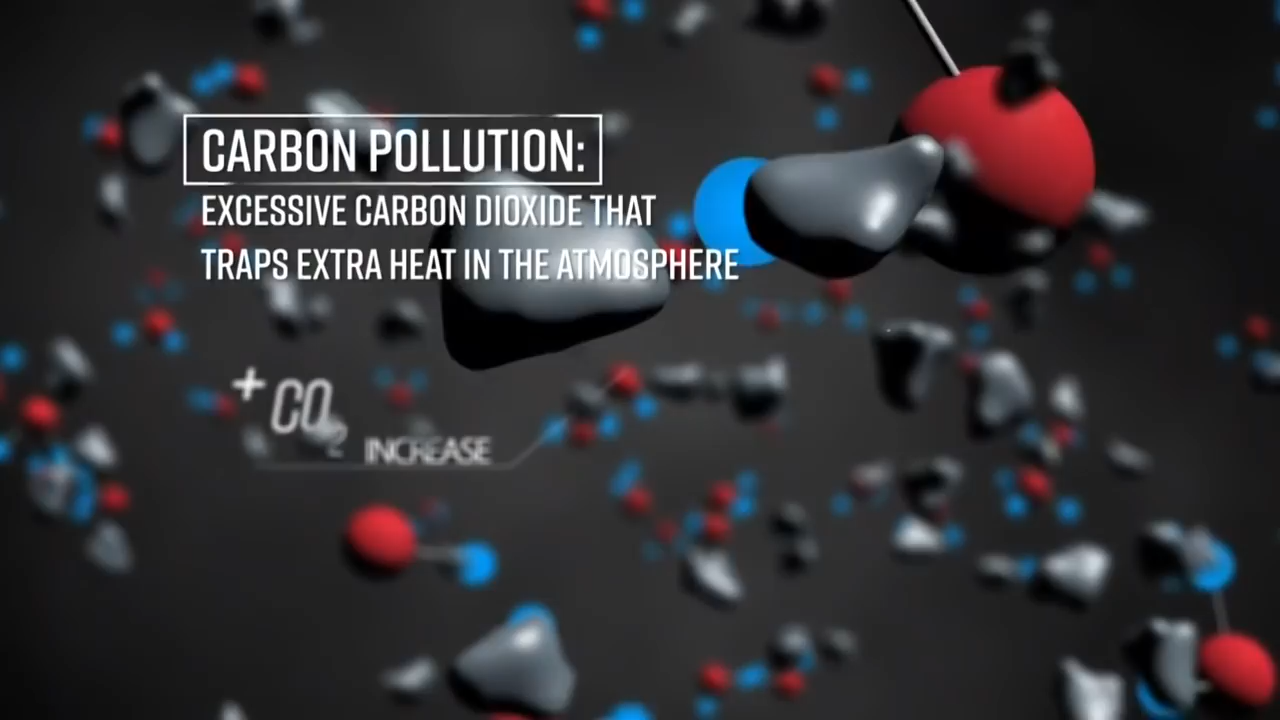 CARBON POLLUTION:
EXCESSIVE CARBON DIOXIDE THAT
TRAPS EXTRA HEAT IN THE ATMOSPHERE
+CO2 INCREASE